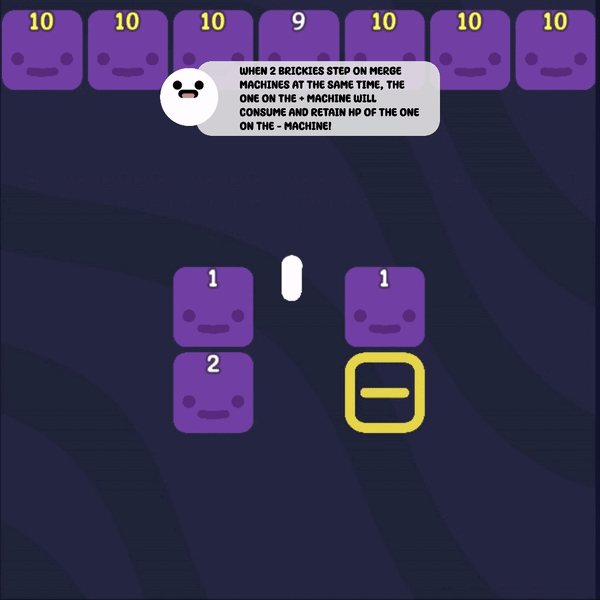 10 10 10 9 10 10 10
WHEN 2 BRICKIES STEP ON MERGE
MACHINES AT THE SAME TIME, THE
ONE ON THE + MACHINE WILL
CONSUME AND RETAIN HP OF THE ONE
ON THE - MACHINE!
1 1
2